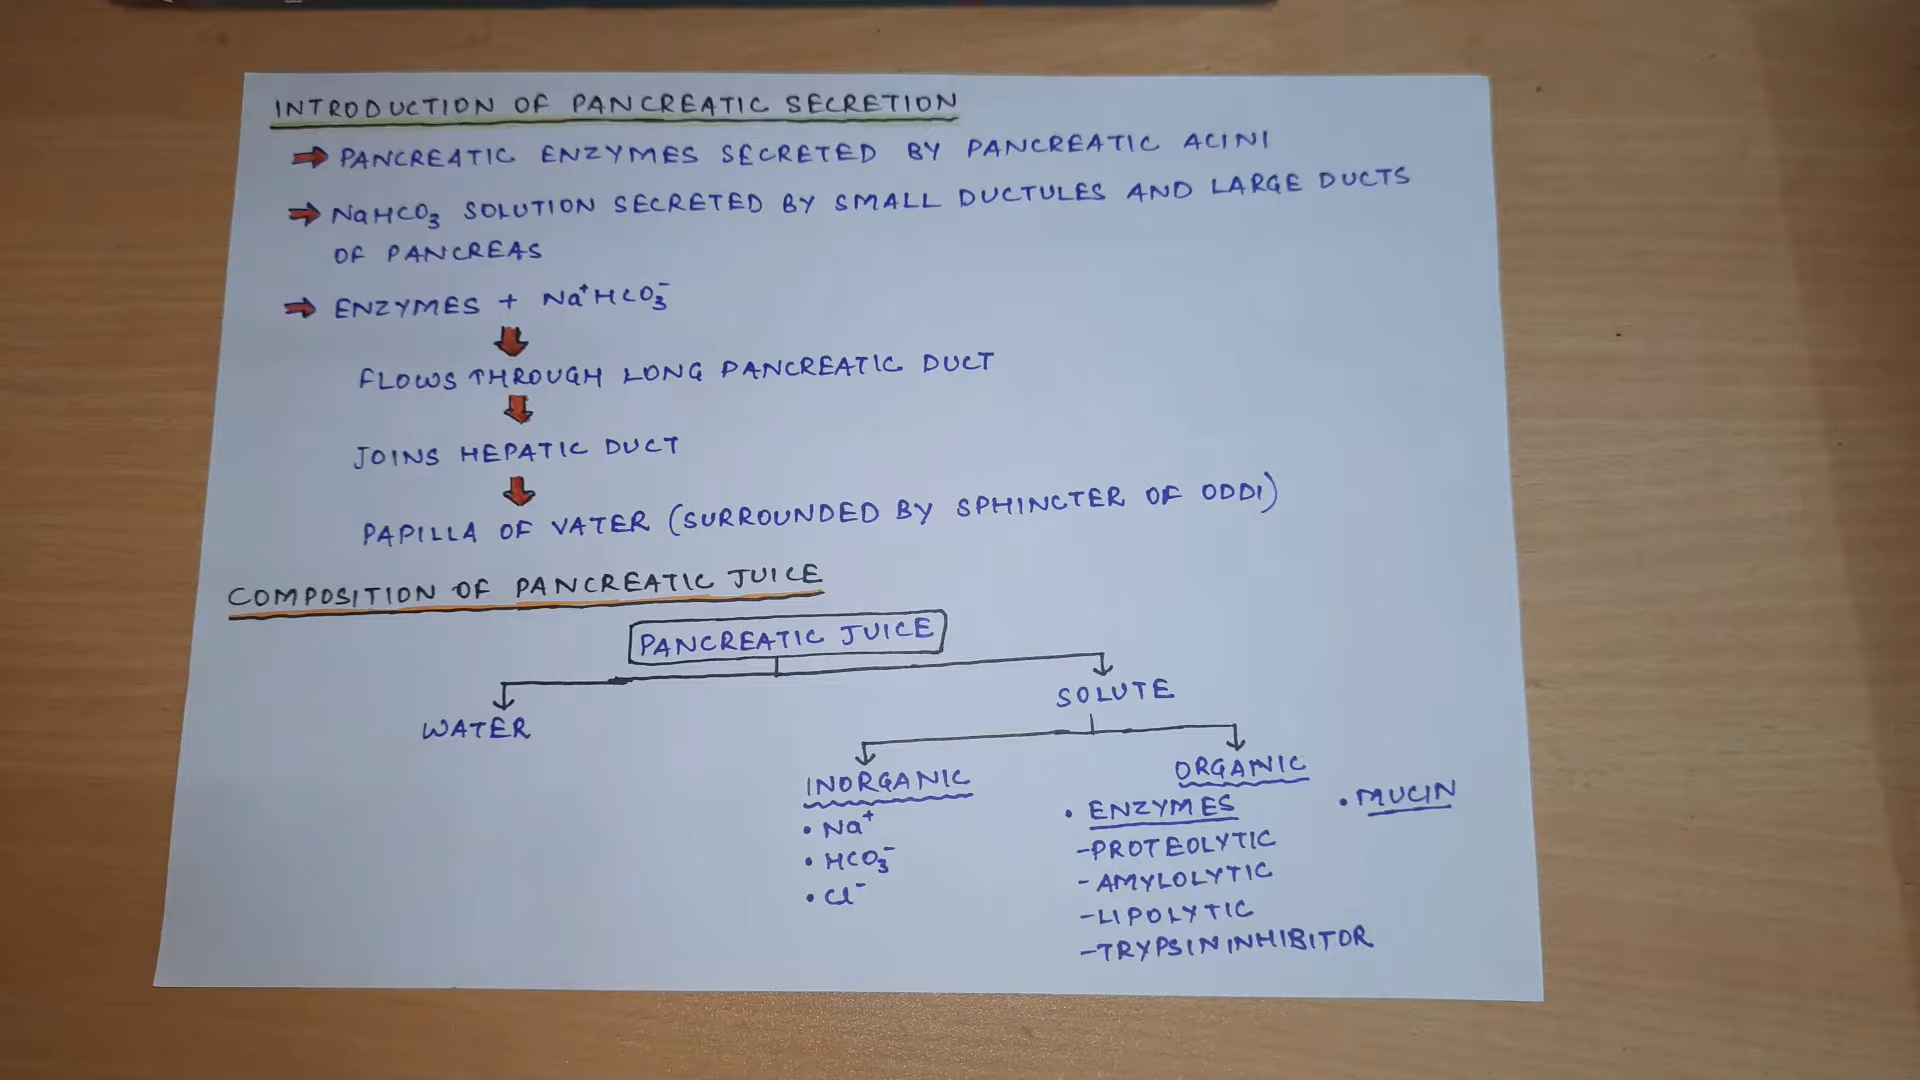 INTRODUCTION OF PANCREATIC SECRETION
PANCREATIC ENZYMES SECRETED BY PANCREATIC ACINI
NaHCO₃ SOLUTION SECRETED BY SMALL DUCTULES AND LARGE DUCTS
OF PANCREAS
ENZYMES + Na⁺HCO₃⁻
FLOWS THROUGH LONG PANCREATIC DUCT
JOINS HEPATIC DUCT
PAPILLA OF VATER (SURROUNDED BY SPHINCTER OF ODDI)
COMPOSITION OF PANCREATIC JUICE
PANCREATIC JUICE
WATER
SOLUTE
INORGANIC
• Na⁺
• HCO₃⁻
• Cl⁻
ORGANIC
• ENZYMES
-PROTEOLYTIC
-AMYLOLYTIC
-LIPOLYTIC
-TRYPSIN INHIBITOR
• MUCIN